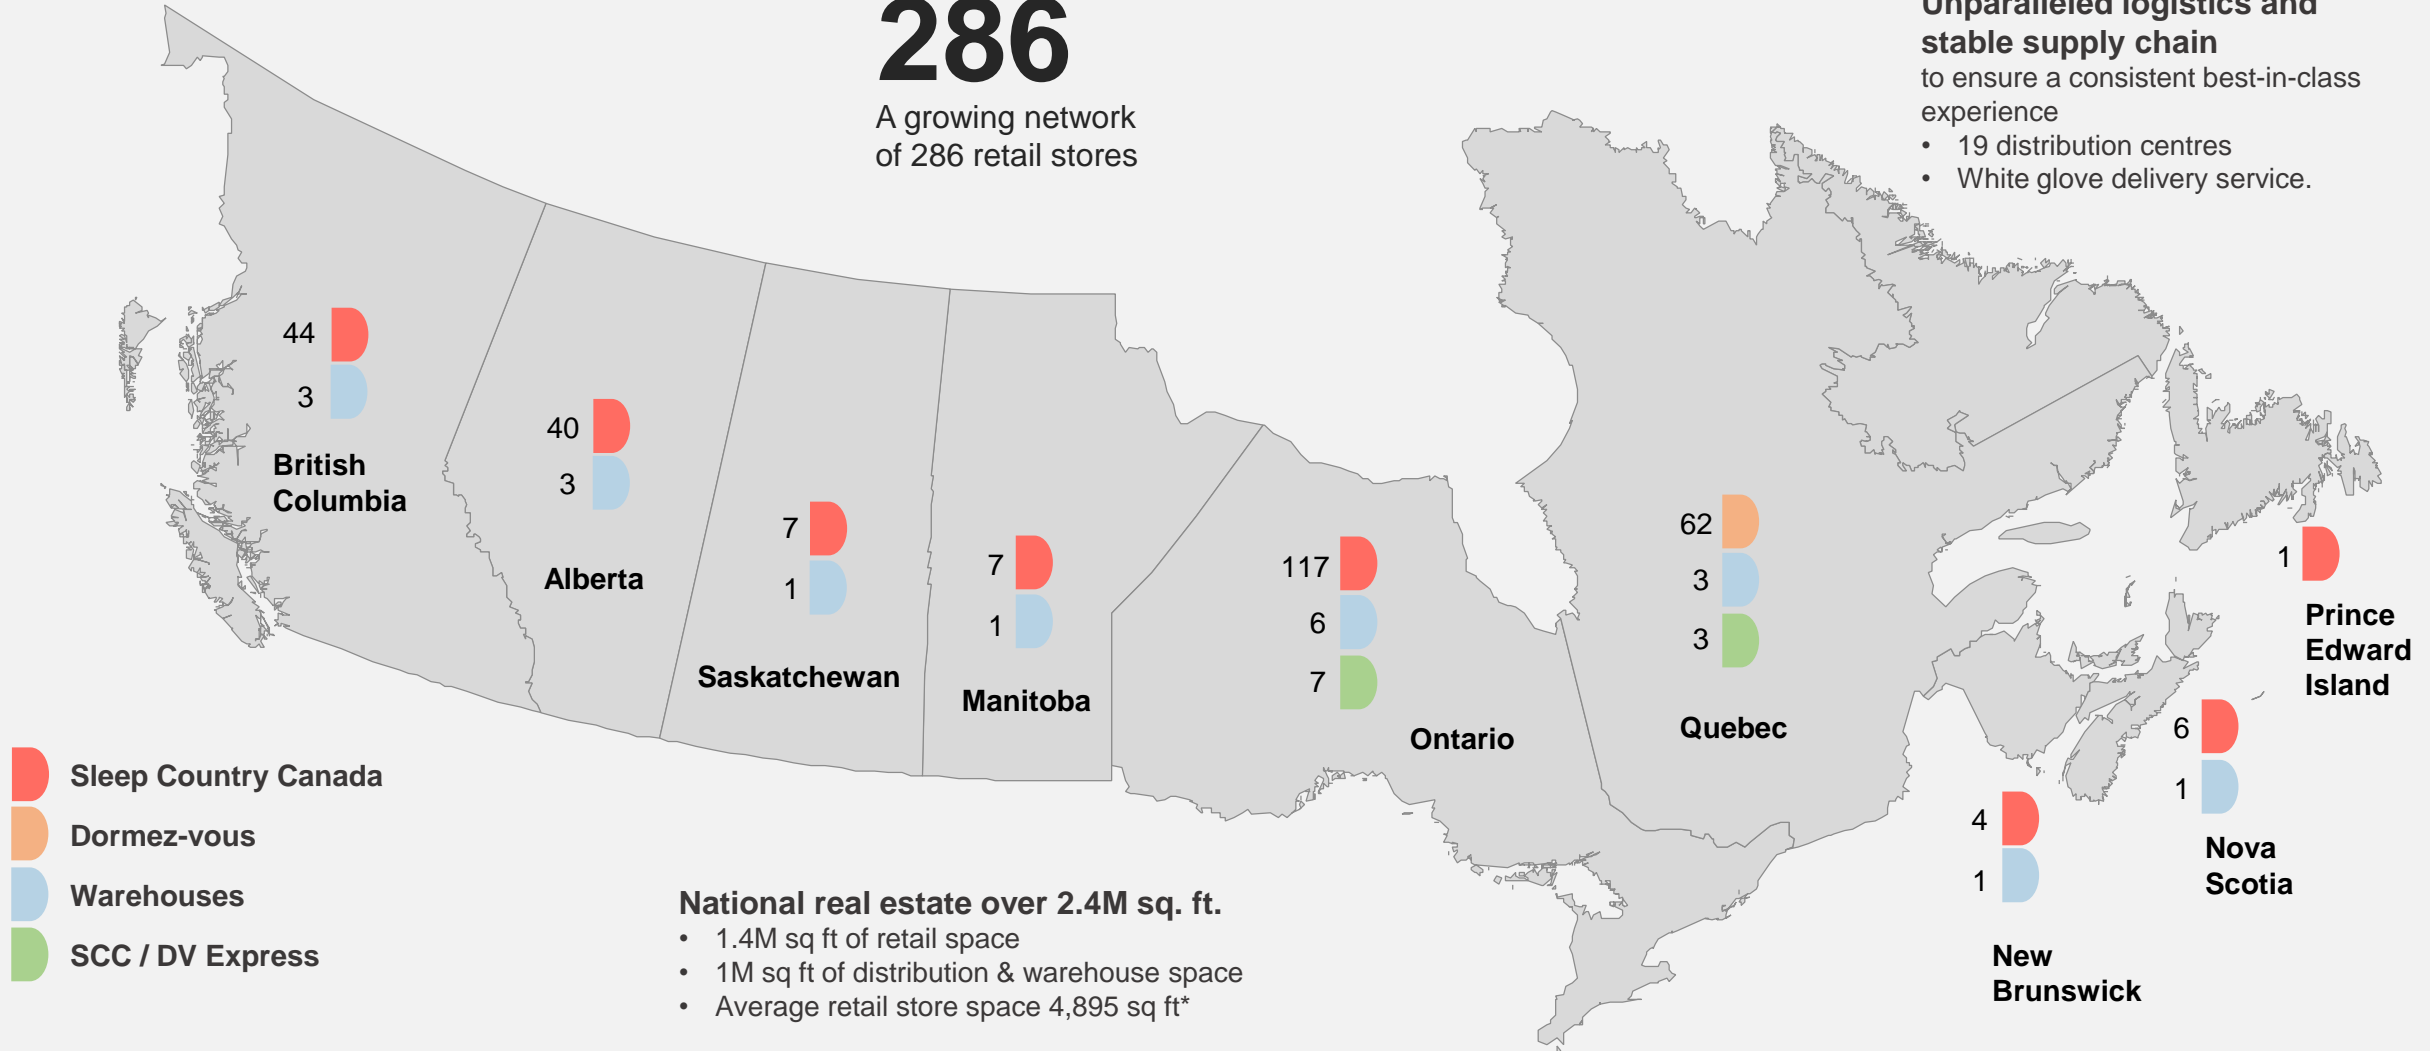 286
A growing network
of 286 retail stores
Unparalleled logistics and
stable supply chain
to ensure a consistent best-in-class
experience
• 19 distribution centres
• White glove delivery service.
44
3
British
Columbia
40
3
Alberta
7
1
Saskatchewan
7
1
Manitoba
117
6
7
Ontario
62
3
3
Quebec
1
Prince
Edward
Island
6
1
Nova
Scotia
4
1
New
Brunswick
Sleep Country Canada
Dormez-vous
Warehouses
SCC / DV Express
National real estate over 2.4M sq. ft.
• 1.4M sq ft of retail space
• 1M sq ft of distribution & warehouse space
• Average retail store space 4,895 sq ft*